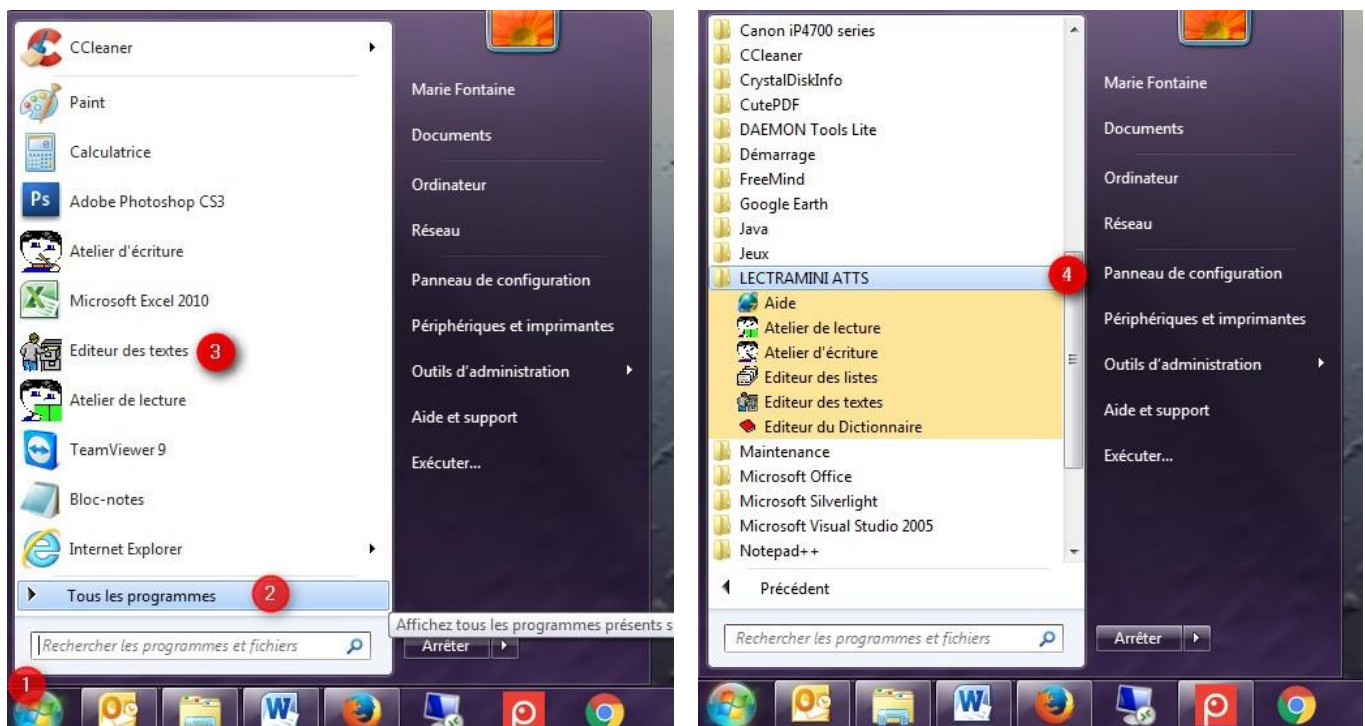 CCleaner
Paint
Calculatrice
Ps Adobe Photoshop CS3
Atelier d'écriture
Microsoft Excel 2010
Editeur des textes 3
Atelier de lecture
TeamViewer 9
Bloc-notes
Internet Explorer
Tous les programmes 2
Rechercher les programmes et fichiers
1
Marie Fontaine
Documents
Ordinateur
Réseau
Panneau de configuration
Périphériques et imprimantes
Outils d'administration
Aide et support
Exécuter...
Affichez tous les programmes présents s
Arrêter
Canon iP4700 series
CCleaner
CrystalDiskInfo
CutePDF
DAEMON Tools Lite
Démarrage
FreeMind
Google Earth
Java
Jeux
LECTRAMINI ATTS 4
Aide
Atelier de lecture
Atelier d'écriture
Editeur des listes
Editeur des textes
Editeur du Dictionnaire
Maintenance
Microsoft Office
Microsoft Silverlight
Microsoft Visual Studio 2005
Notepad++
Précédent
Rechercher les programmes et fichiers
Marie Fontaine
Documents
Ordinateur
Réseau
Panneau de configuration
Périphériques et imprimantes
Outils d'administration
Aide et support
Exécuter...
Arrêter